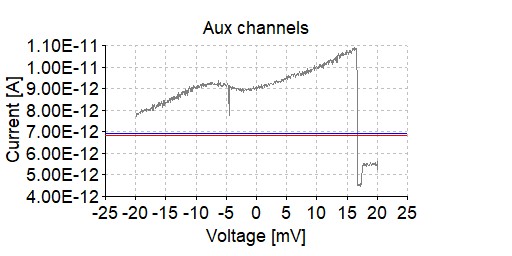 Aux channels
1.10E-11
1.00E-11
9.00E-12
8.00E-12
7.00E-12
6.00E-12
5.00E-12
4.00E-12
Current [A]
-25 -20 -15 -10 -5 0 5 10 15 20 25
Voltage [mV]